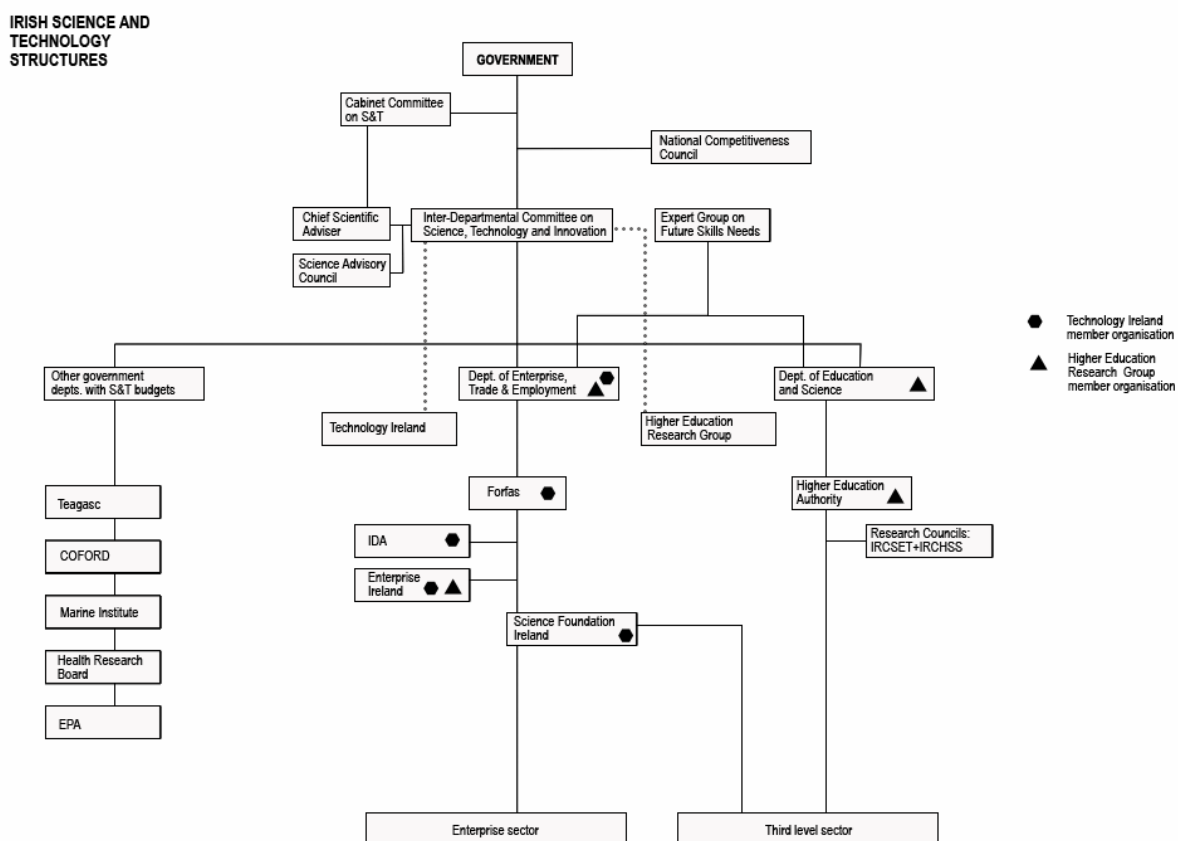 IRISH SCIENCE AND
TECHNOLOGY
STRUCTURES
GOVERNMENT
Cabinet Committee
on S&T
National Competitiveness
Council
Chief Scientific
Adviser
Inter-Departmental Committee on
Science, Technology and Innovation
Expert Group on
Future Skills Needs
Science Advisory
Council
Technology Ireland
member organisation
Higher Education
Research Group
member organisation
Other government
depts. with S&T budgets
Dept. of Enterprise,
Trade & Employment
Dept. of Education
and Science
Technology Ireland
Higher Education
Research Group
Teagasc
Forfas
Higher Education
Authority
IDA
Research Councils:
IRCSET+IRCHSS
COFORD
Enterprise
Ireland
Marine Institute
Science Foundation
Ireland
Health Research
Board
EPA
Enterprise sector
Third level sector